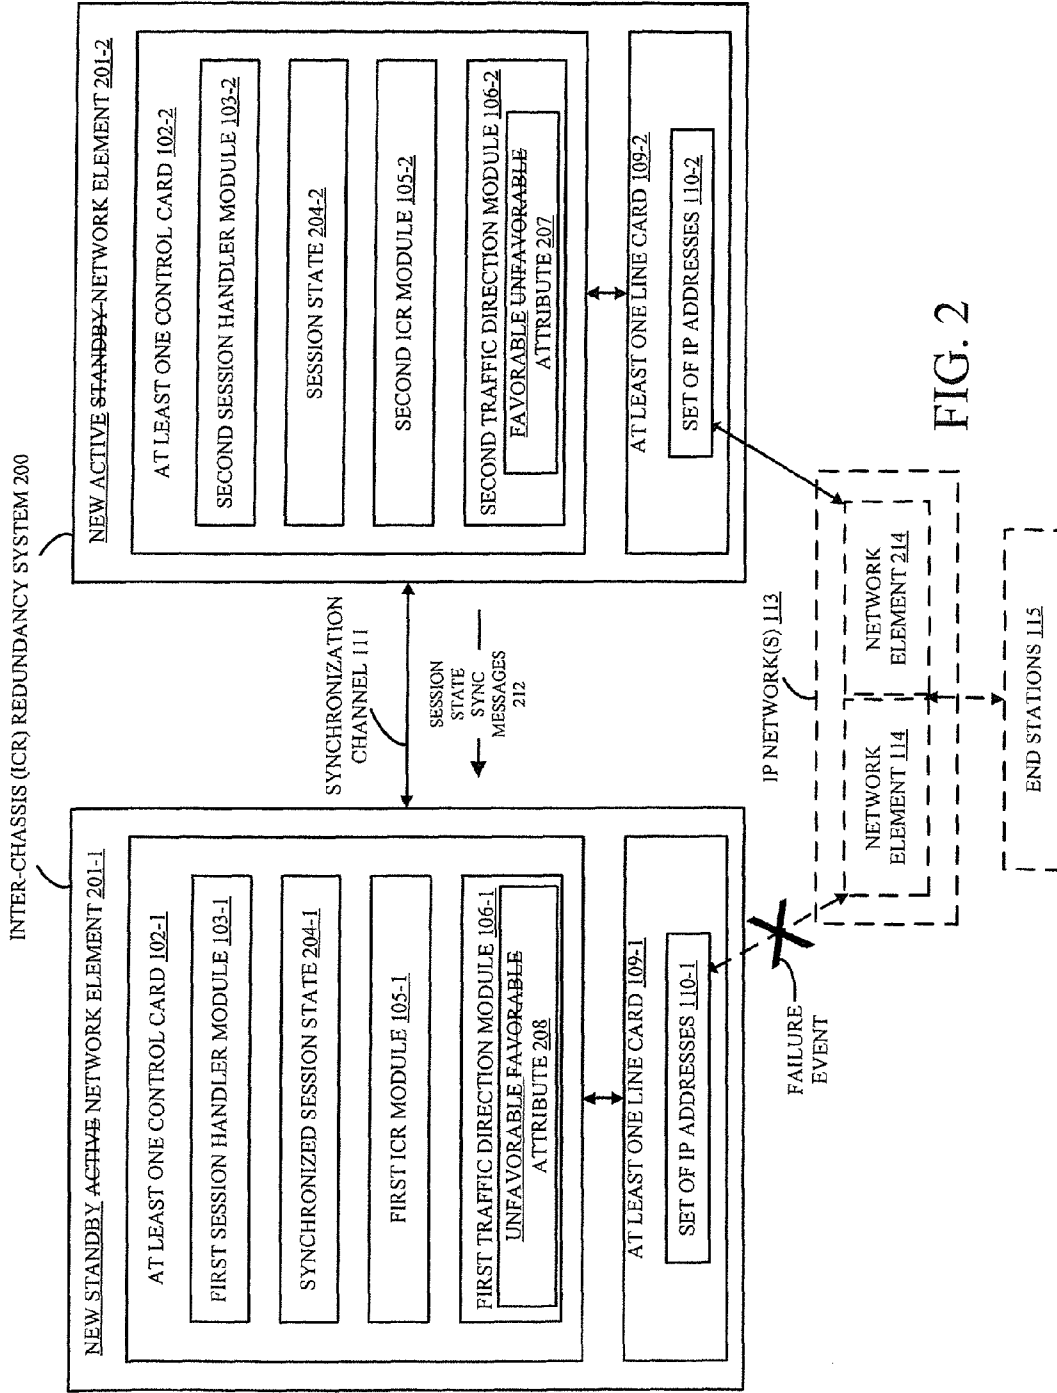 INTER-CHASSIS (ICR) REDUNDANCY SYSTEM 200
NEW STANDBY ACTIVE NETWORK ELEMENT 201-1
AT LEAST ONE CONTROL CARD 102-1
FIRST SESSION HANDLER MODULE 103-1
SYNCHRONIZED SESSION STATE 204-1
FIRST ICR MODULE 105-1
FIRST TRAFFIC DIRECTION MODULE 106-1
UNFAVORABLE FAVORABLE
ATTRIBUTE 208
AT LEAST ONE LINE CARD 109-1
SET OF IP ADDRESSES 110-1
FAILURE
EVENT
SYNCHRONIZATION
CHANNEL 111
SESSION
STATE
SYNC
MESSAGES
212
NEW ACTIVE STANDBY NETWORK ELEMENT 201-2
AT LEAST ONE CONTROL CARD 102-2
SECOND SESSION HANDLER MODULE 103-2
SESSION STATE 204-2
SECOND ICR MODULE 105-2
SECOND TRAFFIC DIRECTION MODULE 106-2
FAVORABLE UNFAVORABLE
ATTRIBUTE 207
AT LEAST ONE LINE CARD 109-2
SET OF IP ADDRESSES 110-2
IP NETWORK(S) 113
NETWORK
ELEMENT 114
NETWORK
ELEMENT 214
END STATIONS 115
FIG. 2